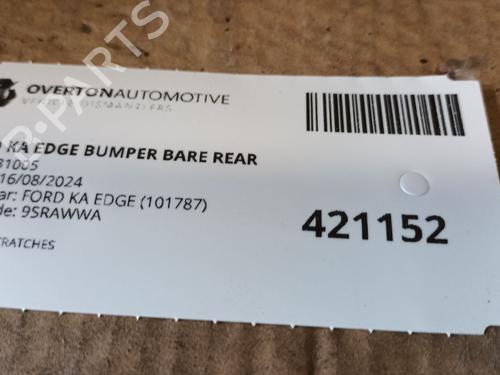 OVERTONAUTOMOTIVE
VEHICLE DISMANTLERS
KA EDGE BUMPER BARE REAR
31005
16/08/2024
ar: FORD KA EDGE (101787)
de: 9SRAWWA
421152
RATCHES